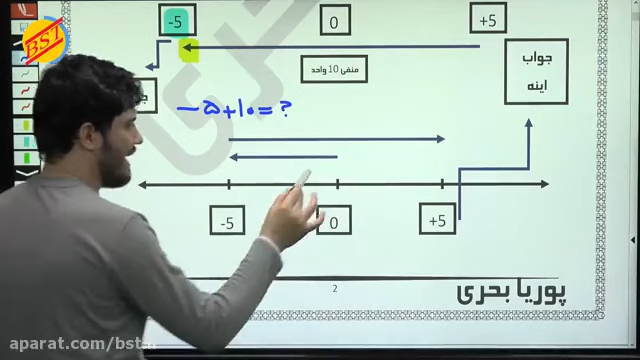 BST
-5 0 +5
منفی 10 واحد
جواب
اینه
−۵+۱۰=?
-5 0 +5
2
پوریا بحری
aparat.com/bst